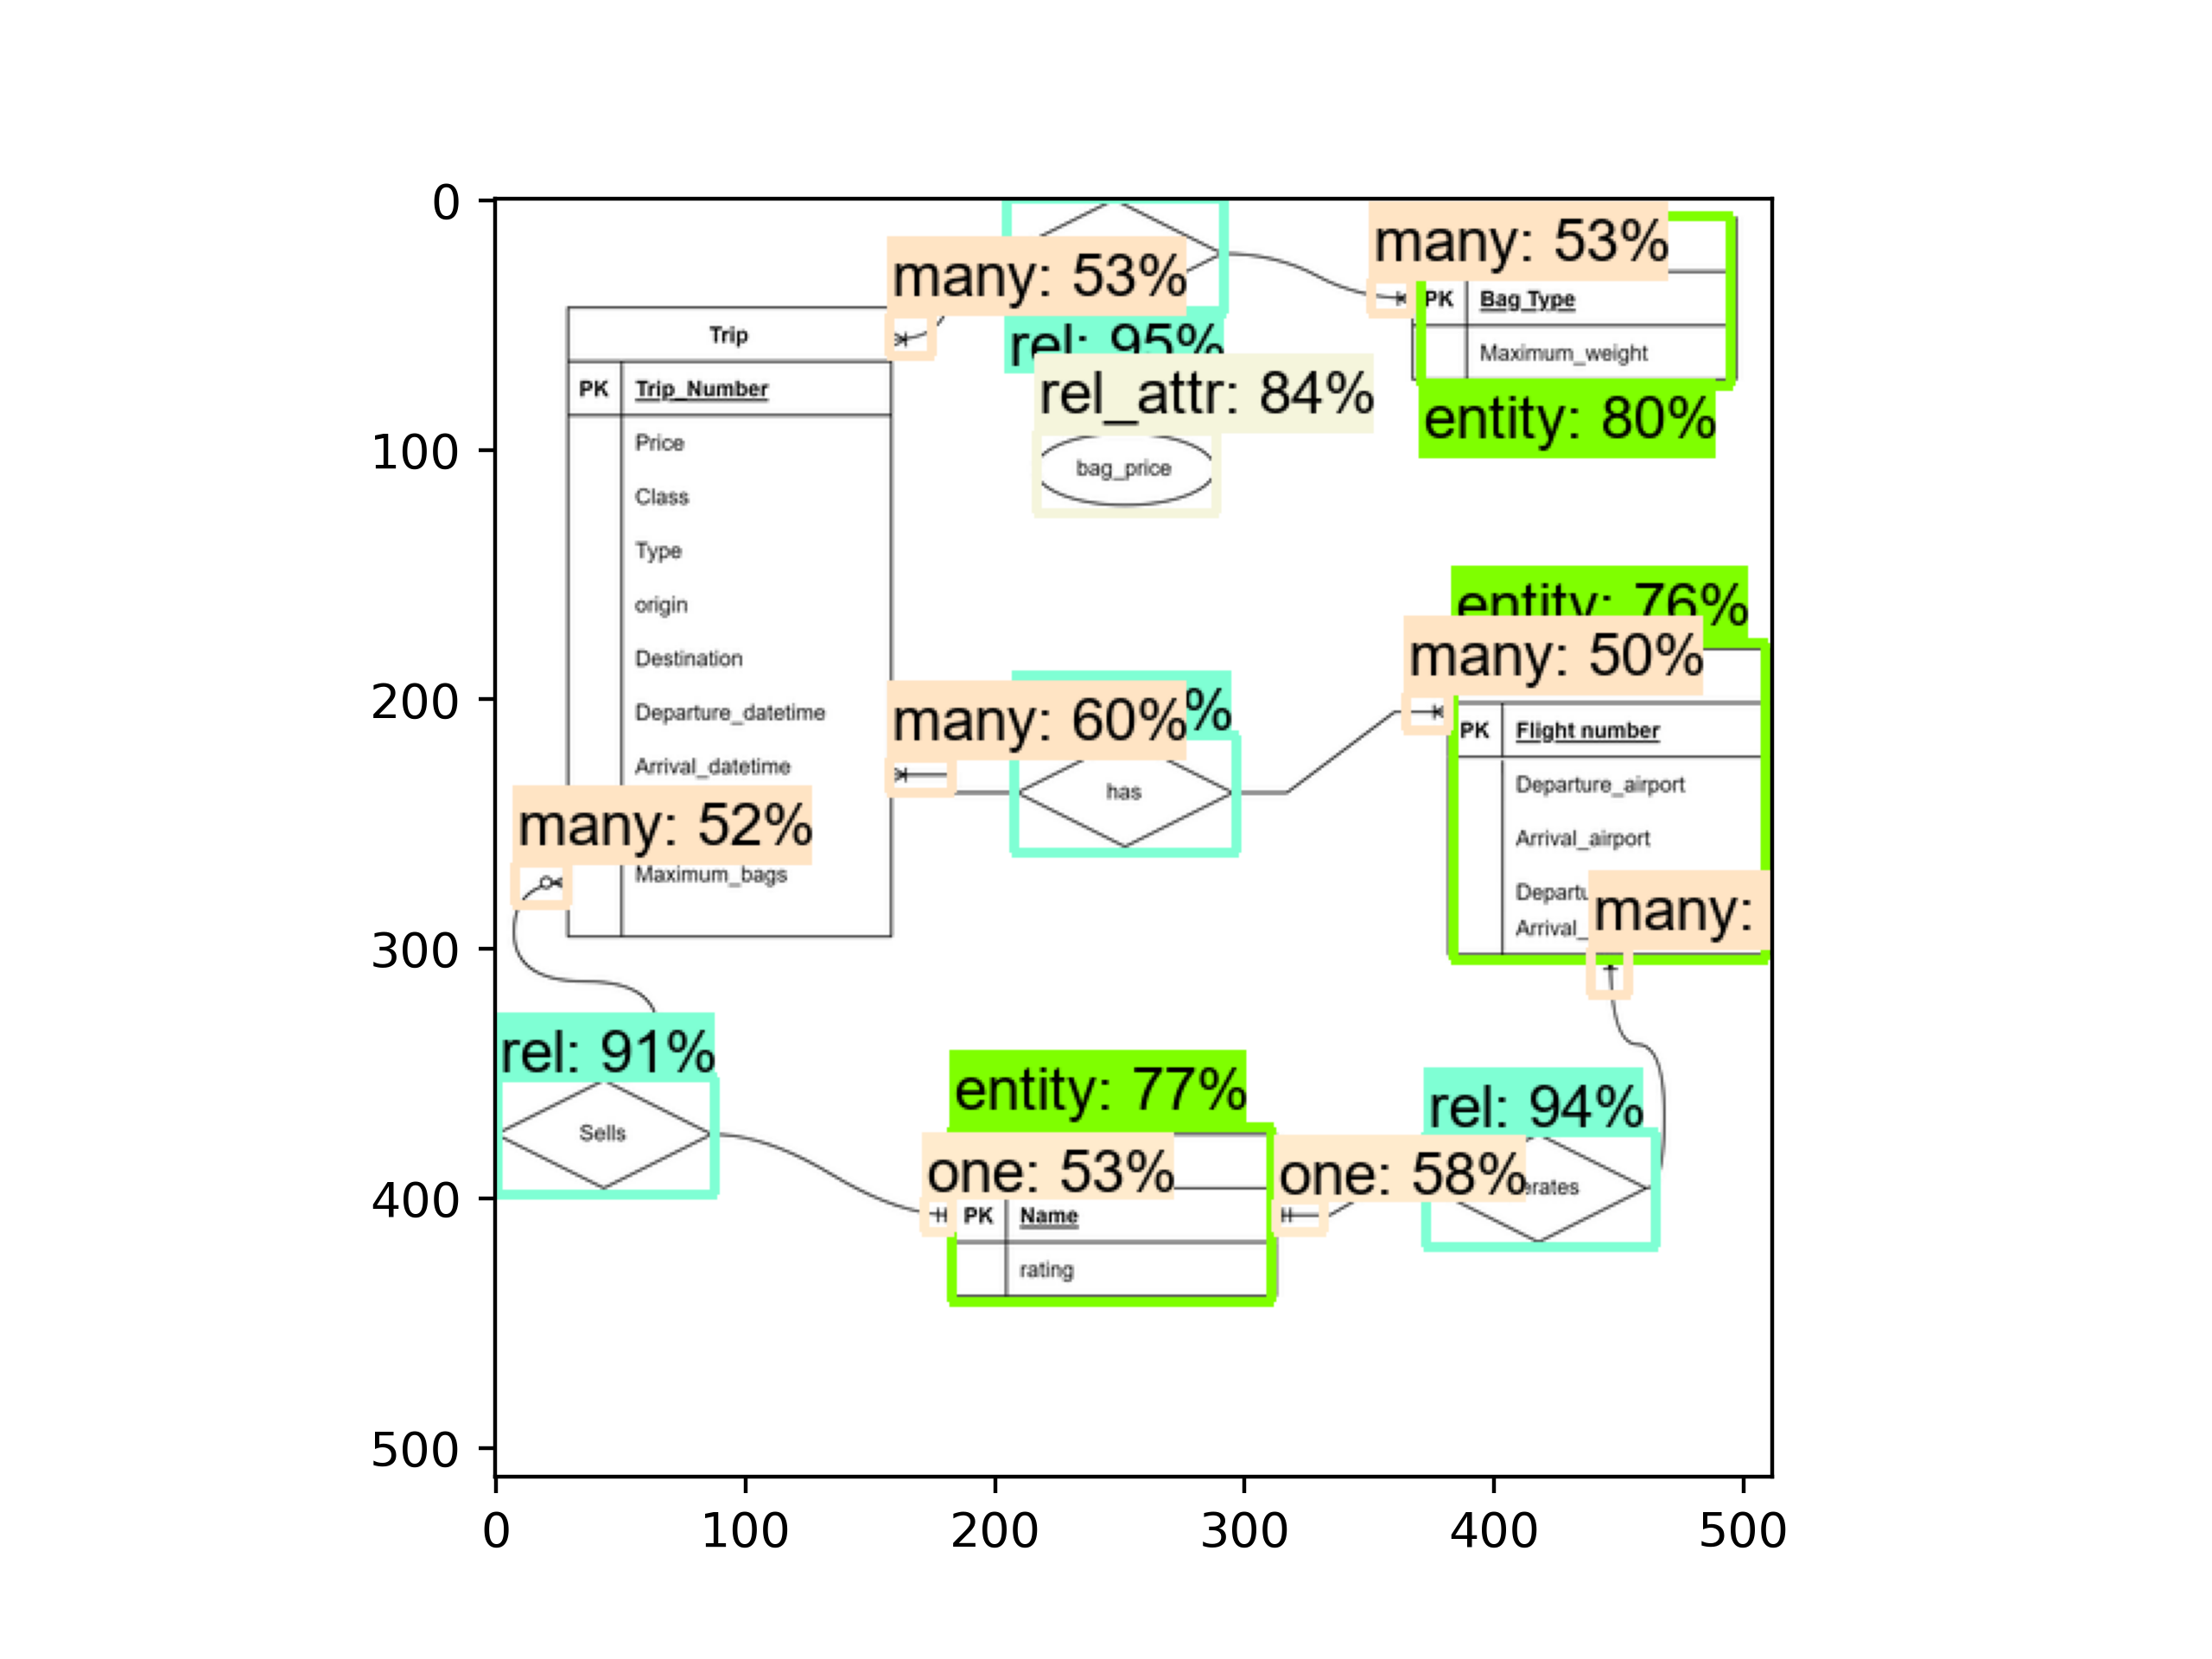 0
100
200
300
400
500
many: 53%
many: 53%
rel: 95%
rel_attr: 84%
entity: 80%
PK Bag Type
Maximum_weight
bag_price
Trip
PK Trip_Number
Price
Class
Type
origin
Destination
Departure_datetime
Arrival_datetime
many: 52%
Maximum_bags
many: 60% %
has
entity: 76%
many: 50%
PK Flight number
Departure_airport
Arrival_airport
many:
rel: 91%
Sells
entity: 77%
one: 53%
PK Name
rating
one: 58%
rel: 94%
0 100 200 300 400 500